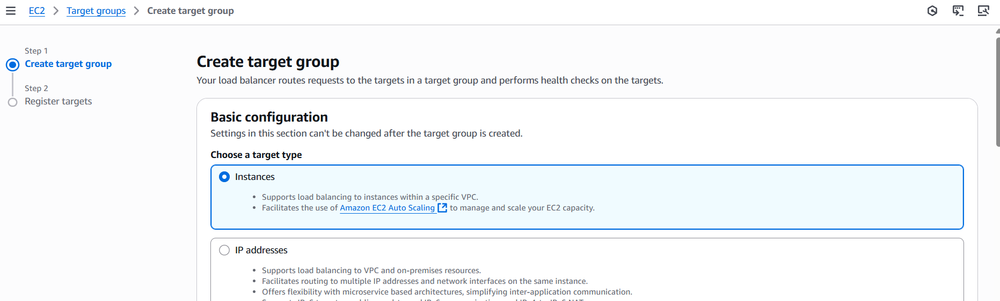 EC2 > Target groups > Create target group
Step 1
Create target group
Step 2
Register targets
Create target group
Your load balancer routes requests to the targets in a target group and performs health checks on the targets.
Basic configuration
Settings in this section can't be changed after the target group is created.
Choose a target type
Instances
• Supports load balancing to instances within a specific VPC.
• Facilitates the use of Amazon EC2 Auto Scaling to manage and scale your EC2 capacity.
IP addresses
• Supports load balancing to VPC and on-premises resources.
• Facilitates routing to multiple IP addresses and network interfaces on the same instance.
• Offers flexibility with microservice based architectures, simplifying inter-application communication.